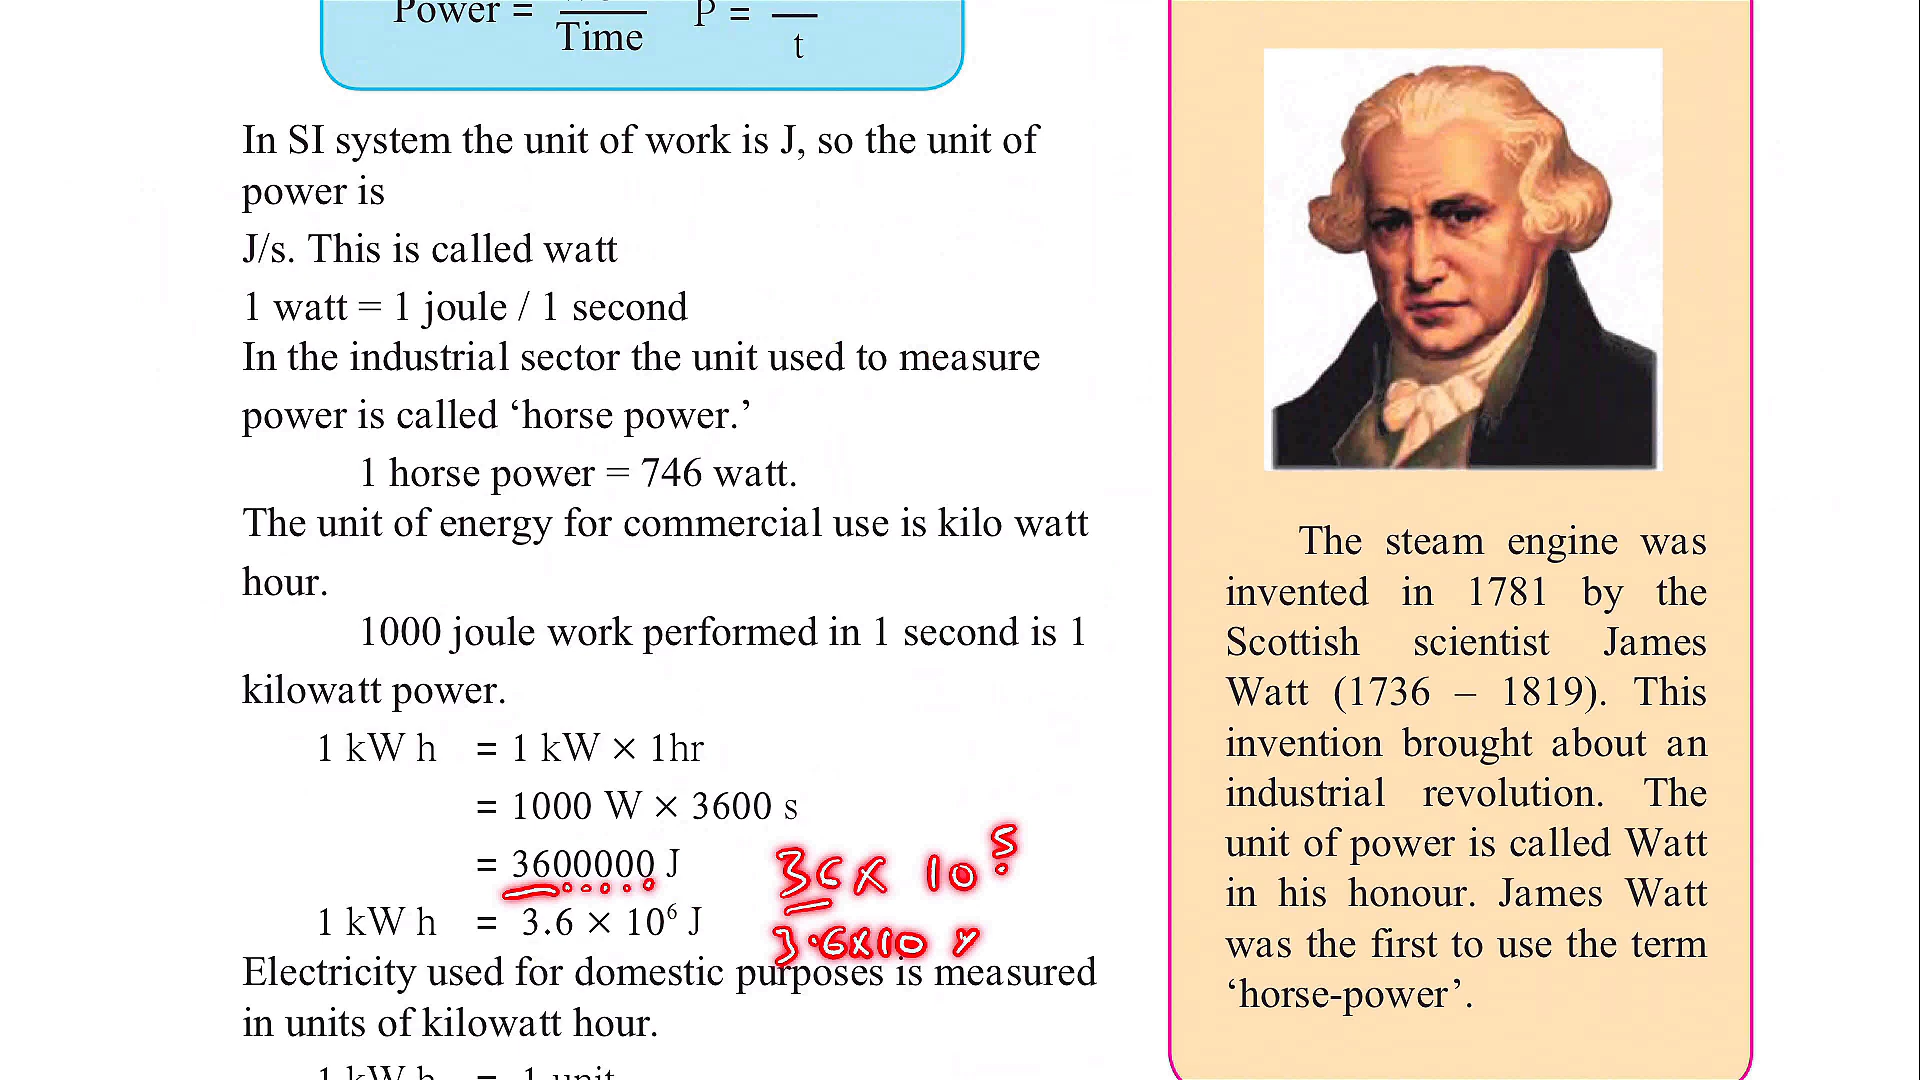 Power =
Time
P =
t
In SI system the unit of work is J, so the unit of
power is
J/s. This is called watt
1 watt = 1 joule / 1 second
In the industrial sector the unit used to measure
power is called ‘horse power.’
1 horse power = 746 watt.
The unit of energy for commercial use is kilo watt
hour.
1000 joule work performed in 1 second is 1
kilowatt power.
1 kW h = 1 kW × 1hr
= 1000 W × 3600 s
= 3600000 J
1 kW h = 3.6 × 10⁶ J
36 × 10⁵
3.6×10 ×
Electricity used for domestic purposes is measured
in units of kilowatt hour.
1 kW h = 1 unit
The steam engine was
invented in 1781 by the
Scottish scientist James
Watt (1736 – 1819). This
invention brought about an
industrial revolution. The
unit of power is called Watt
in his honour. James Watt
was the first to use the term
‘horse-power’.